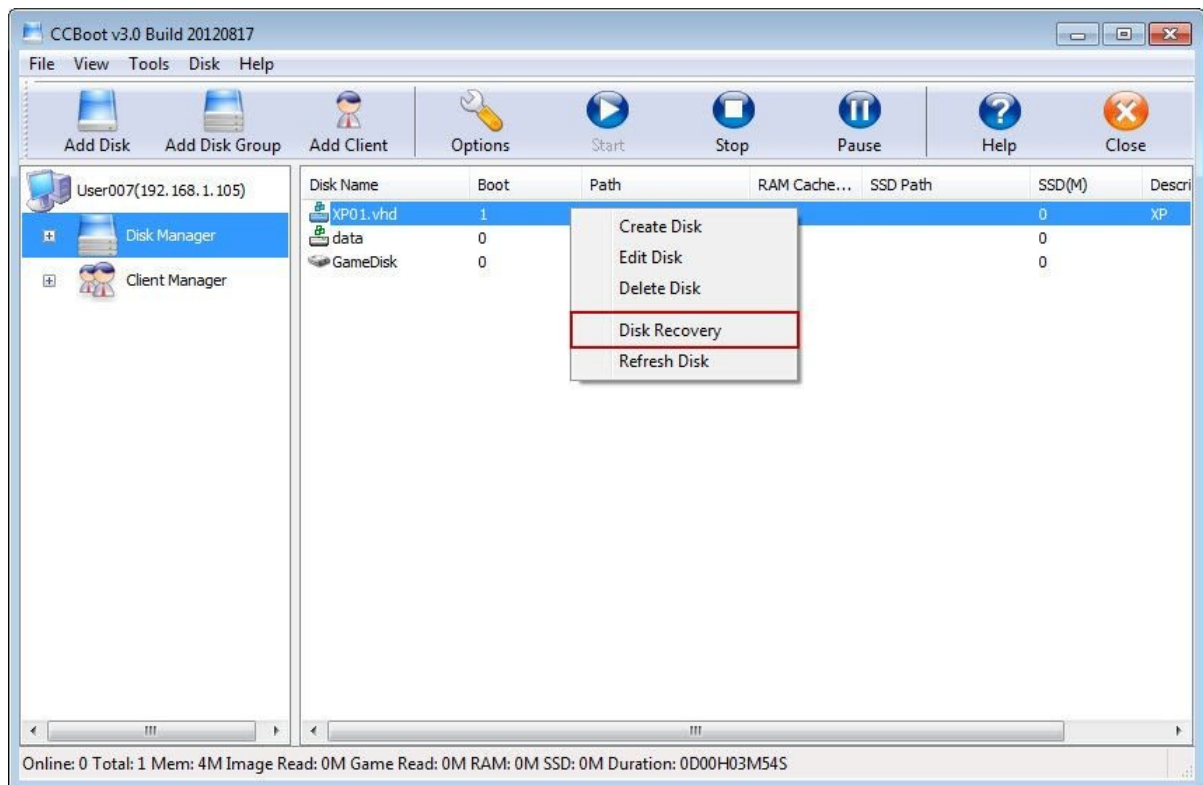 CCBoot v3.0 Build 20120817
File View Tools Disk Help
Add Disk Add Disk Group Add Client Options Start Stop Pause Help Close
User007(192.168.1.105)
Disk Manager
Client Manager
Disk Name Boot Path RAM Cache... SSD Path SSD(M) Descri
XP01.vhd 1 0 XP
data 0 0
GameDisk 0 0
Create Disk
Edit Disk
Delete Disk
Disk Recovery
Refresh Disk
Online: 0 Total: 1 Mem: 4M Image Read: 0M Game Read: 0M RAM: 0M SSD: 0M Duration: 0D00H03M54S